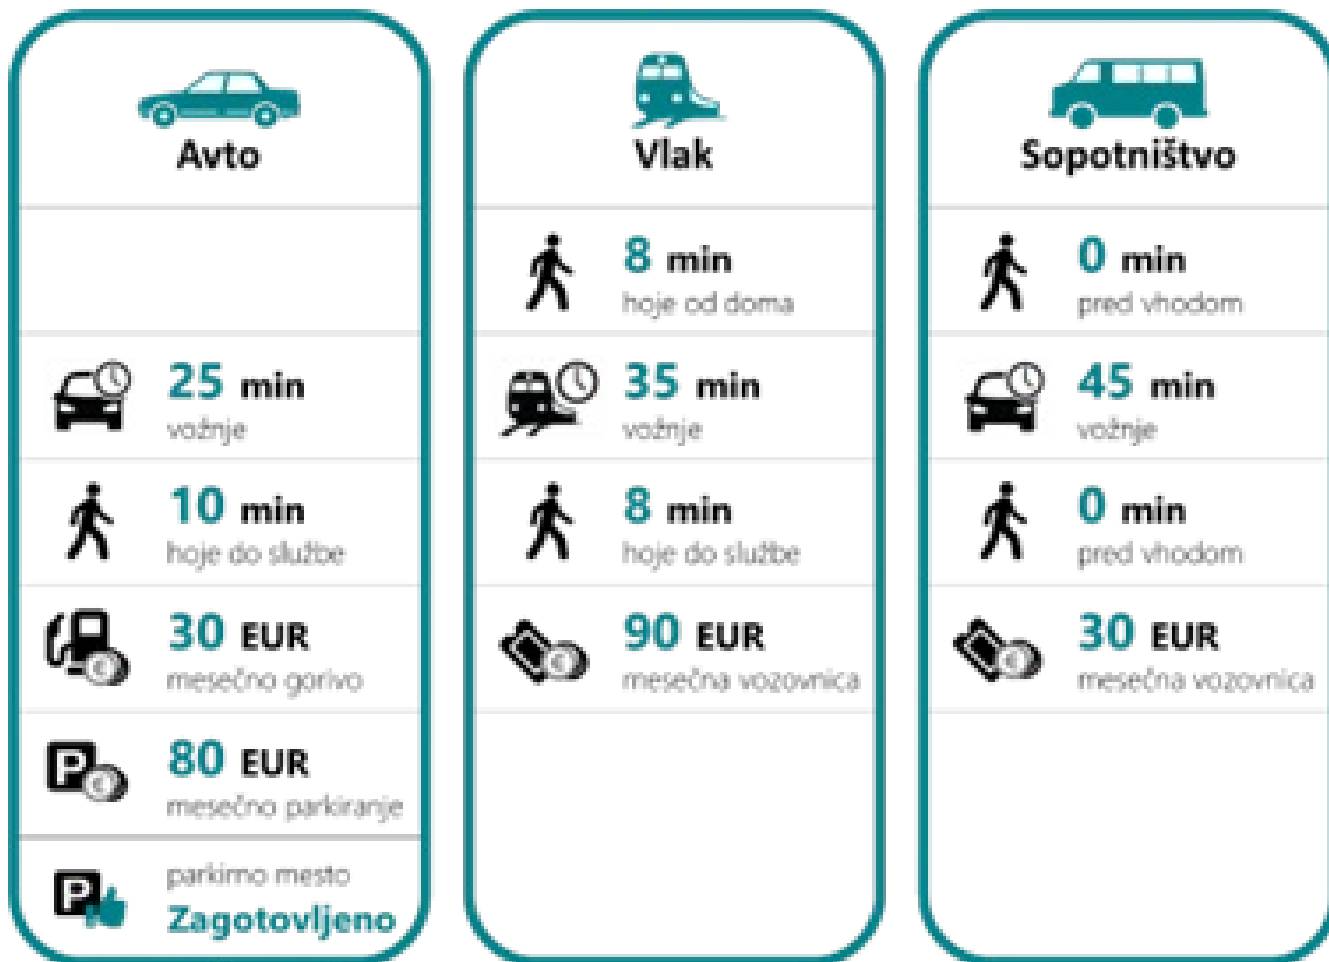 Avto
25 min
vožnje
10 min
hoje do službe
30 EUR
mesečno gorivo
P
80 EUR
mesečno parkiranje
P
parkirno mesto
Zagotovljeno
Vlak
8 min
hoje od doma
35 min
vožnje
8 min
hoje do službe
90 EUR
mesečna vozovnica
Sopotništvo
0 min
pred vhodom
45 min
vožnje
0 min
pred vhodom
30 EUR
mesečna vozovnica